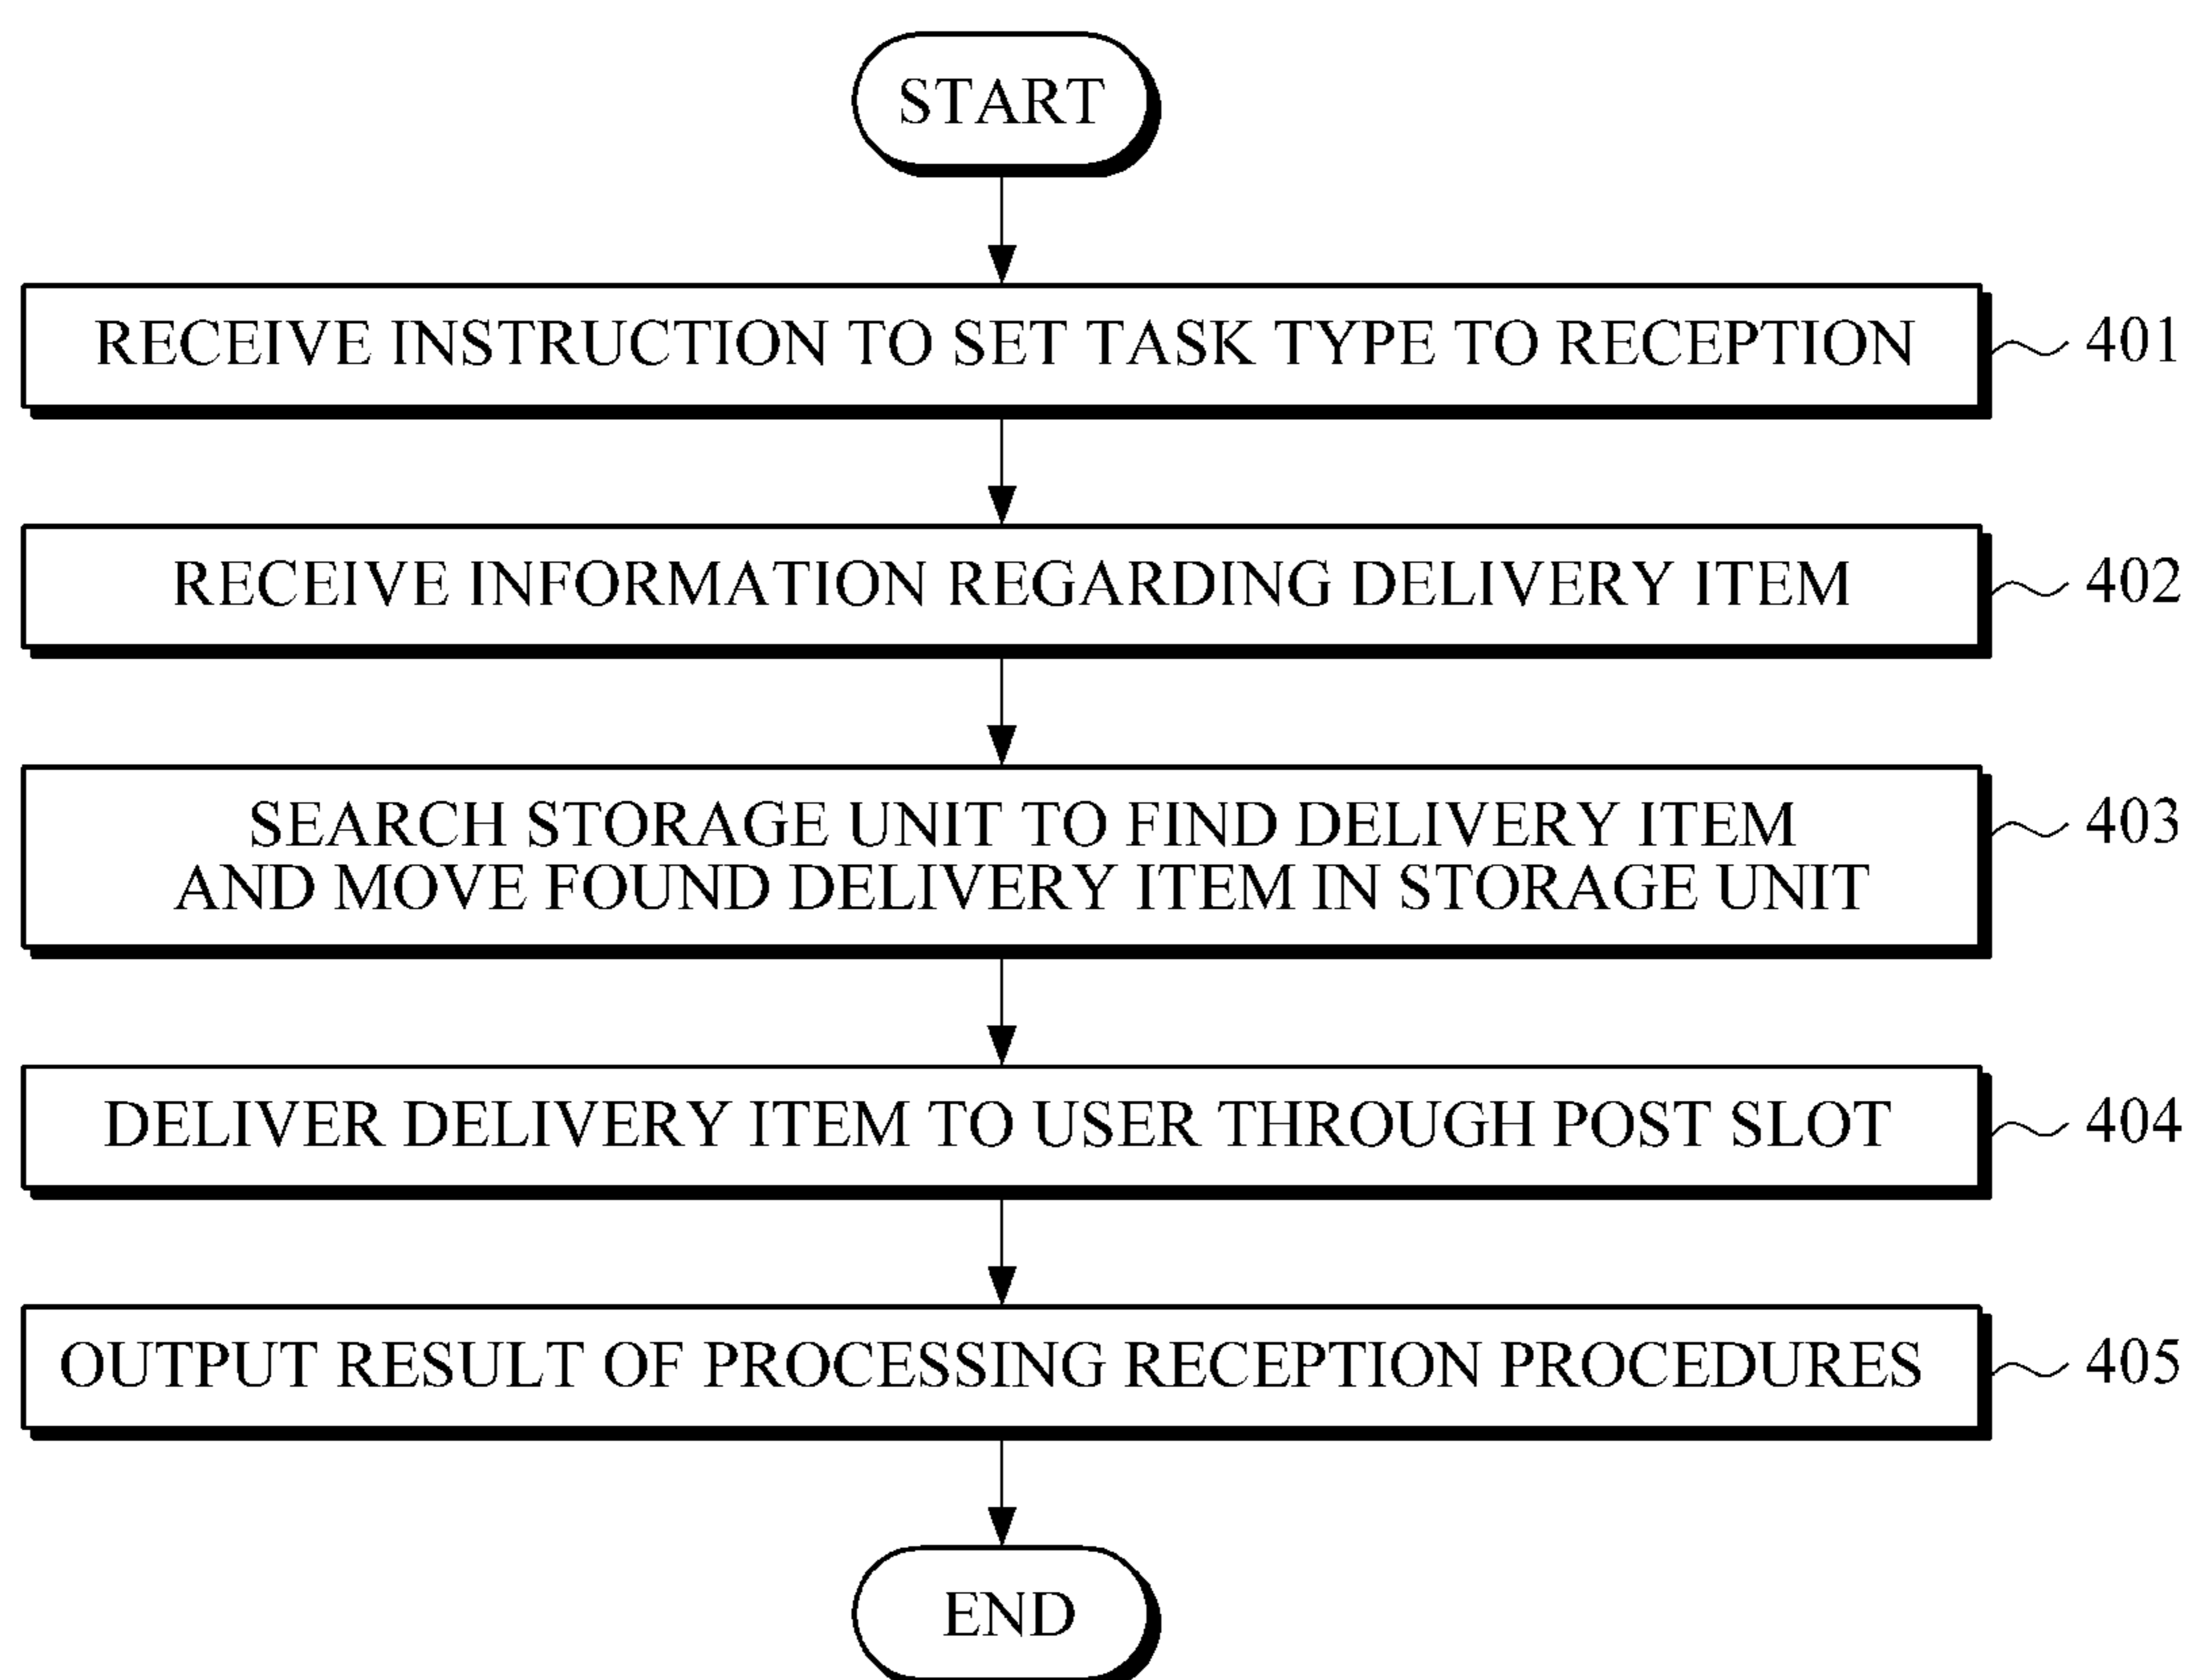 START
RECEIVE INSTRUCTION TO SET TASK TYPE TO RECEPTION
401
RECEIVE INFORMATION REGARDING DELIVERY ITEM
402
SEARCH STORAGE UNIT TO FIND DELIVERY ITEM
AND MOVE FOUND DELIVERY ITEM IN STORAGE UNIT
403
DELIVER DELIVERY ITEM TO USER THROUGH POST SLOT
404
OUTPUT RESULT OF PROCESSING RECEPTION PROCEDURES
405
END